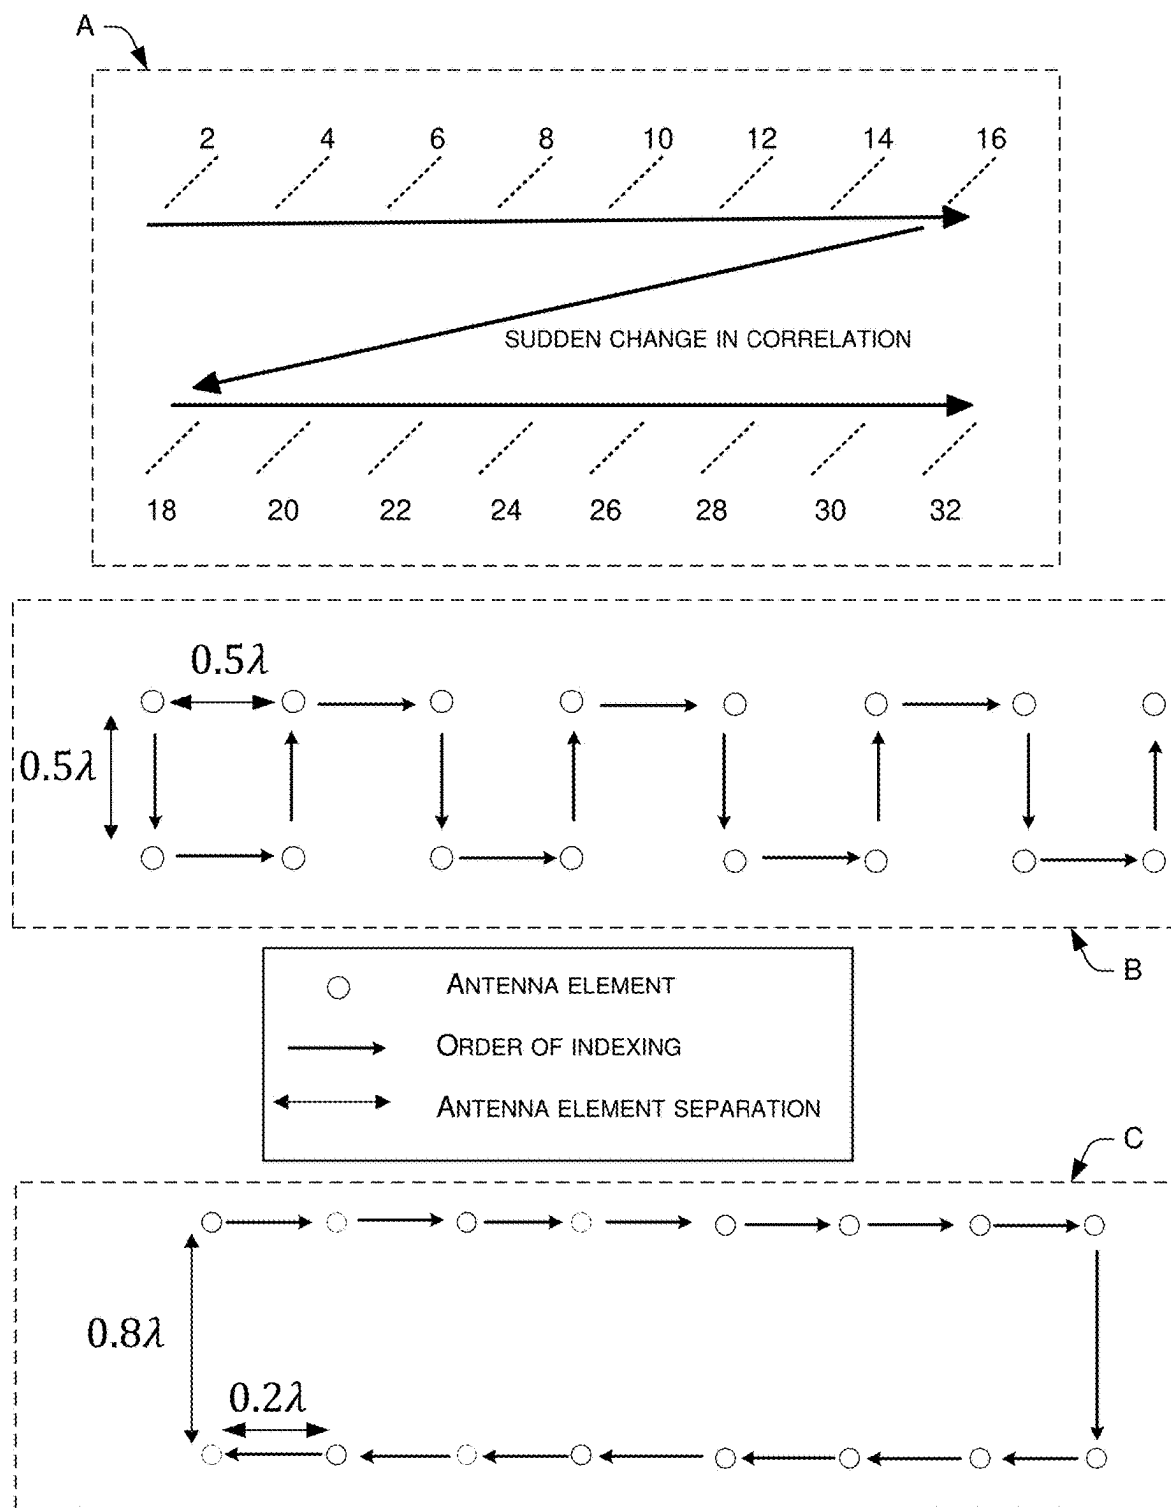 A
2 4 6 8 10 12 14 16
SUDDEN CHANGE IN CORRELATION
18 20 22 24 26 28 30 32
0.5λ
0.5λ
B
ANTENNA ELEMENT
ORDER OF INDEXING
ANTENNA ELEMENT SEPARATION
C
0.8λ
0.2λ